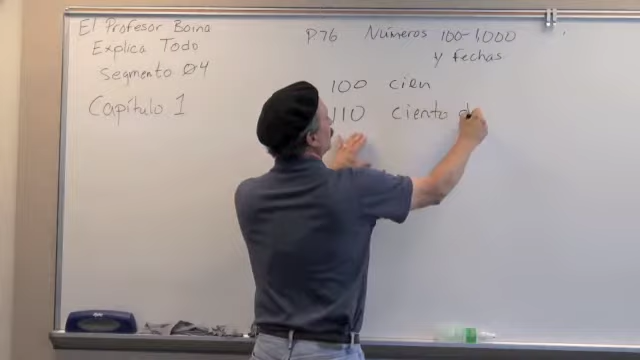 El Profesor Boina
Explica Todo
Segmento 04
Capítulo 1
P76 Números 100-1000
y fechas
100 cien
110 ciento d